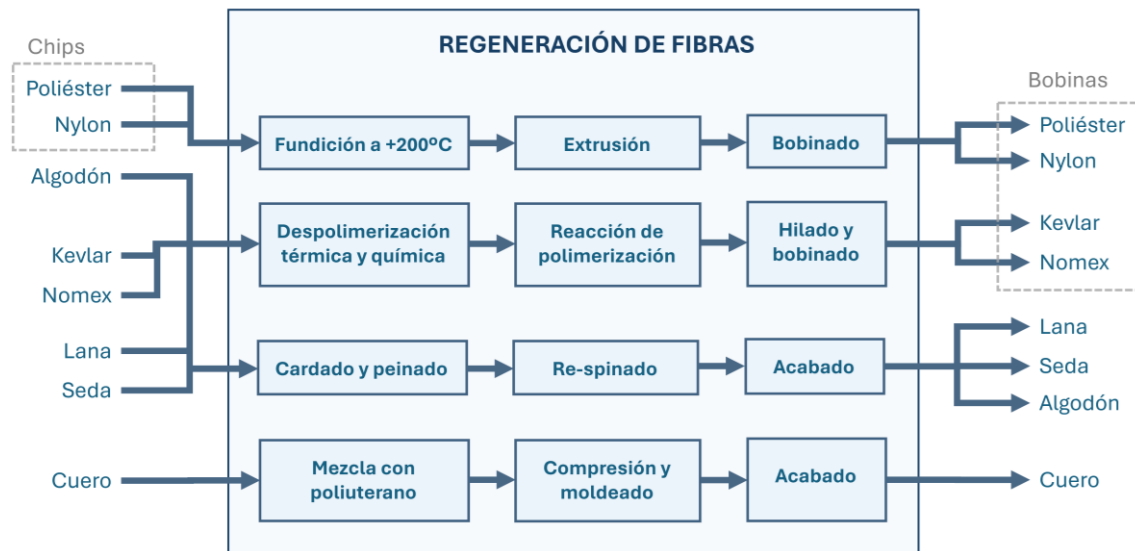 REGENERACIÓN DE FIBRAS
Chips
Poliéster
Nylon
Algodón
Kevlar
Nomex
Lana
Seda
Cuero
Fundición a +200ºC
Extrusión
Bobinado
Despolimerización
térmica y química
Reacción de
polimerización
Hilado y
bobinado
Cardado y peinado
Re-spinado
Acabado
Mezcla con
poliuterano
Compresión y
moldeado
Acabado
Bobinas
Poliéster
Nylon
Kevlar
Nomex
Lana
Seda
Algodón
Cuero